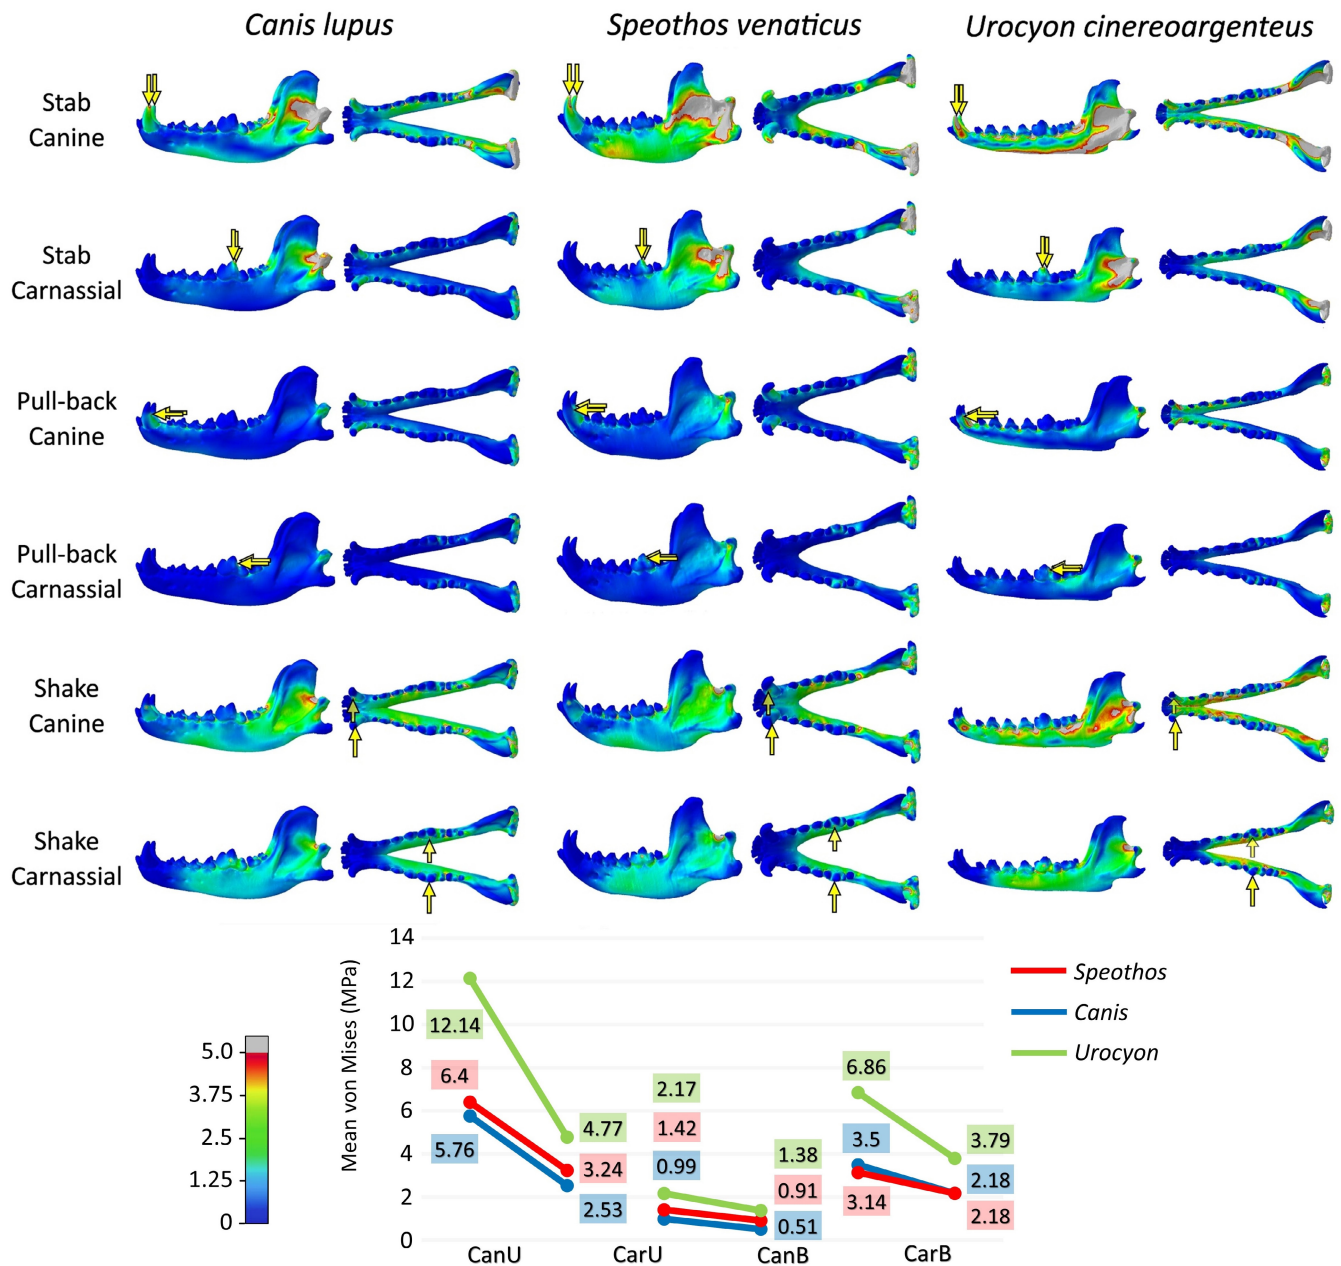 Canis lupus
Speothos venaticus
Urocyon cinereoargenteus
Stab
Canine
Stab
Carnassial
Pull-back
Canine
Pull-back
Carnassial
Shake
Canine
Shake
Carnassial
5.0
3.75
2.5
1.25
0
Mean von Mises (MPa)
14
12
10
8
6
4
2
0
12.14
6.4
5.76
4.77
3.24
2.53
2.17
1.42
0.99
1.38
0.91
0.51
6.86
3.5
3.14
3.79
2.18
2.18
CanU
CarU
CanB
CarB
Speothos
Canis
Urocyon